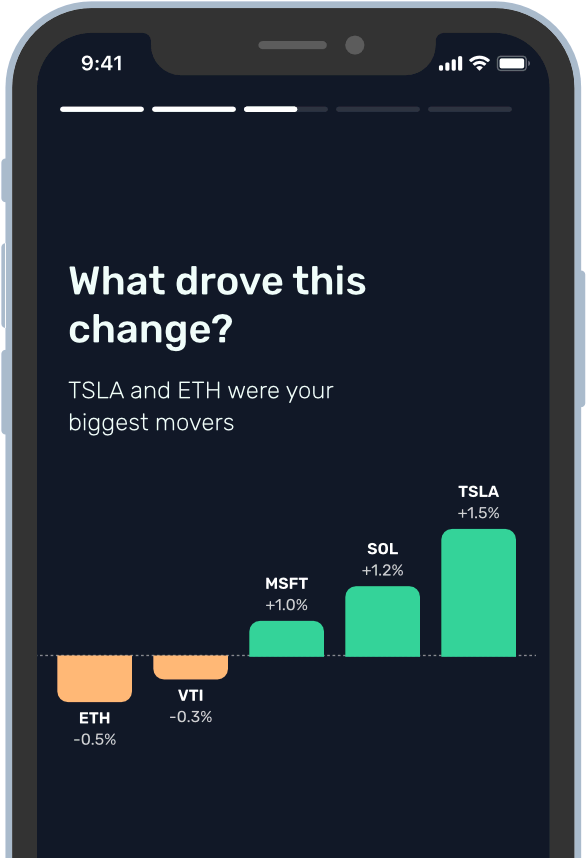 9:41
What drove this
change?
TSLA and ETH were your
biggest movers
TSLA
+1.5%
SOL
+1.2%
MSFT
+1.0%
VTI
-0.3%
ETH
-0.5%